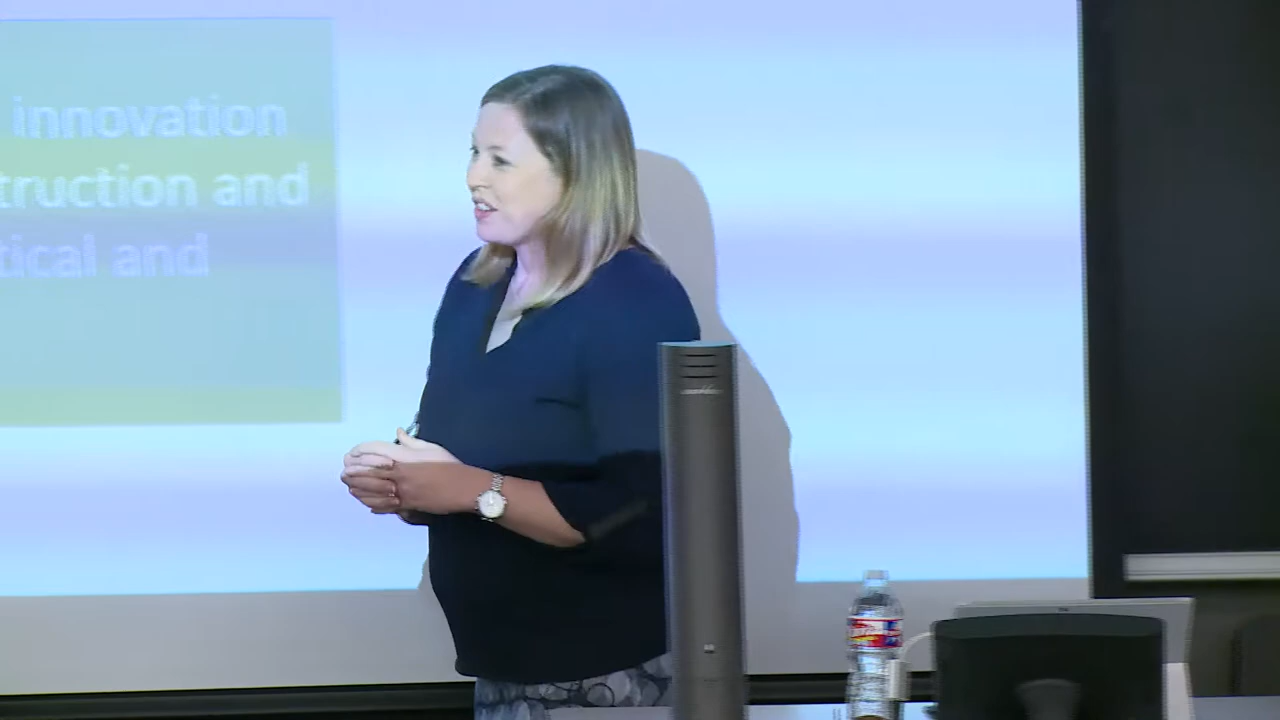 innovation
truction and
tical and